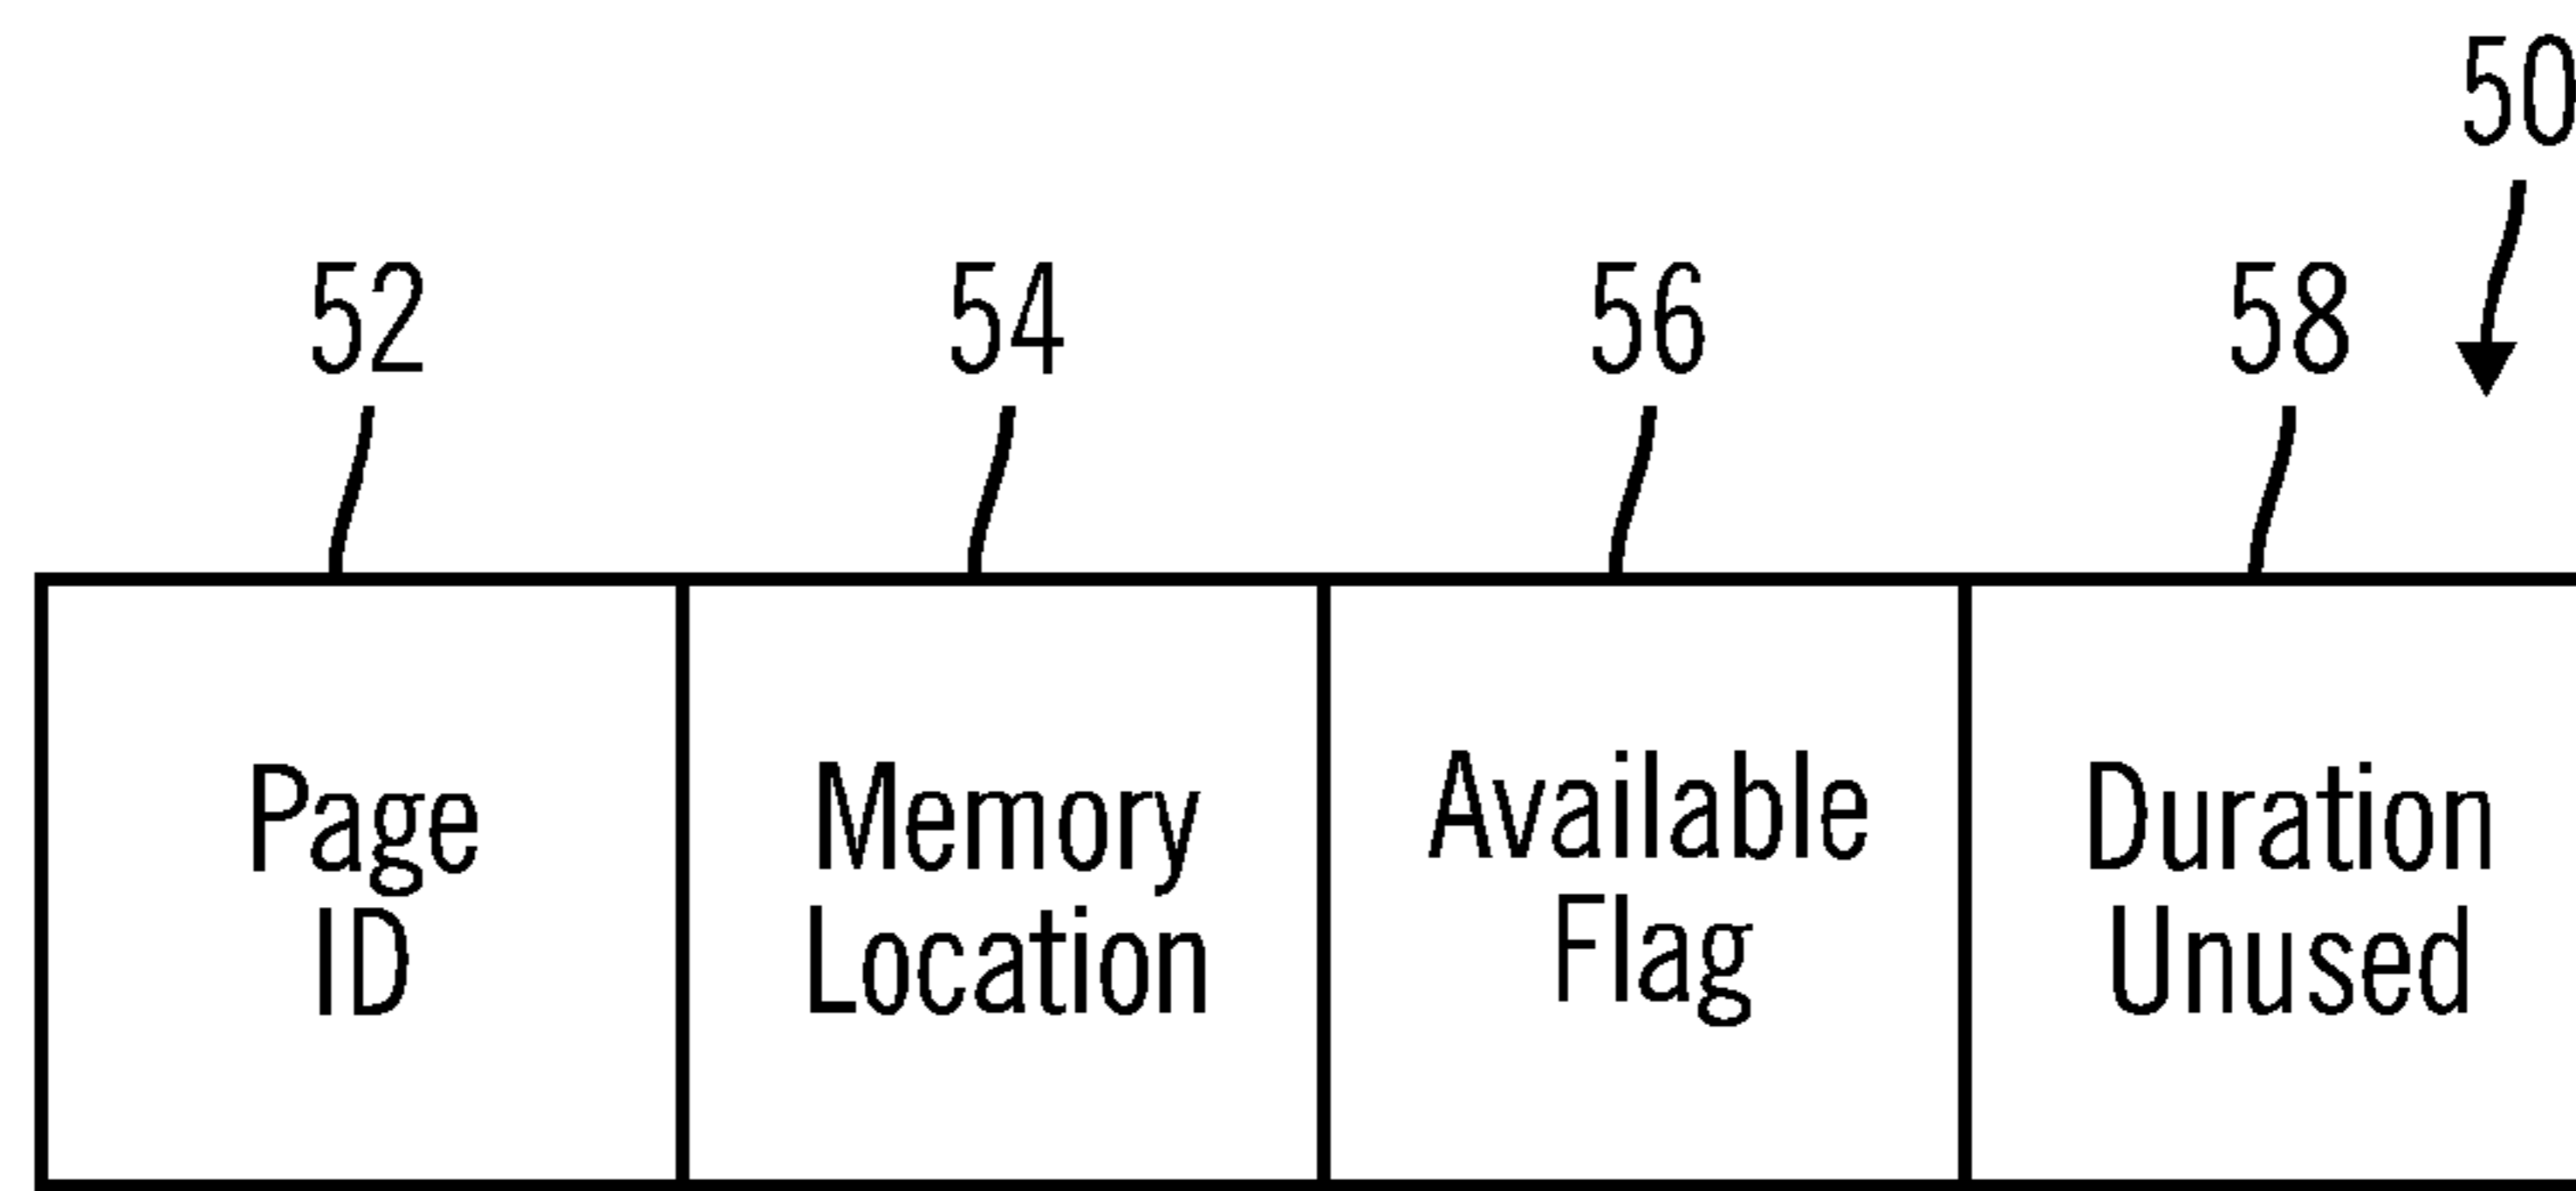 50
52 54 56 58
Page
ID
Memory
Location
Available
Flag
Duration
Unused